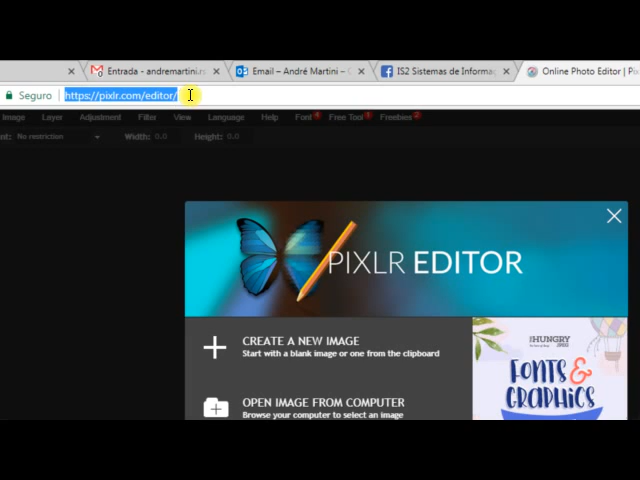 Entrada - andremartini.rs
Email – André Martini – 
IS2 Sistemas de Informaç
Online Photo Editor | Pix
Seguro
https://pixlr.com/editor/
Image Layer Adjustment Filter View Language Help Font Free Tool Freebies
No restriction Width: 0.0 Height: 0.0
PIXLR EDITOR
CREATE A NEW IMAGE
Start with a blank image or one from the clipboard
OPEN IMAGE FROM COMPUTER
Browse your computer to select an image
HUNGRY
FONTS &
GRAPHICS